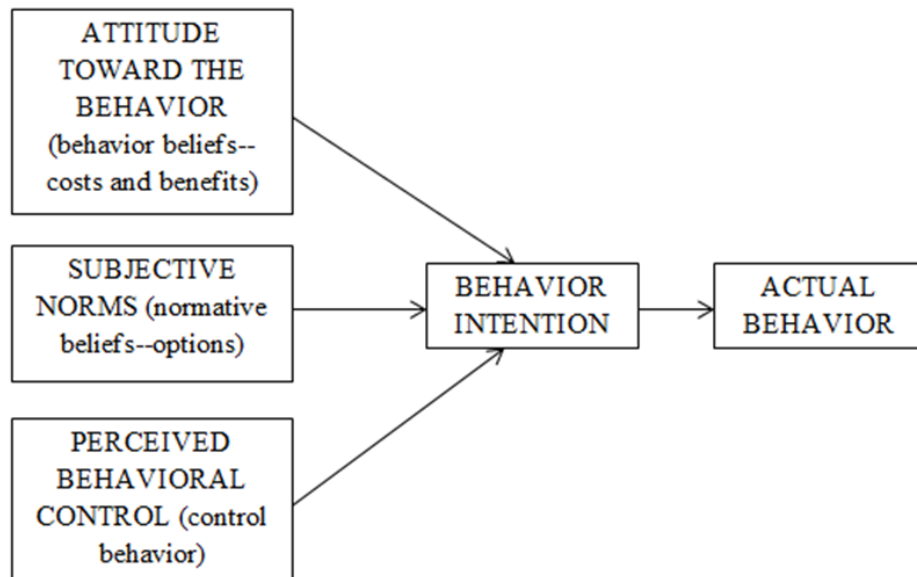 ATTITUDE
TOWARD THE
BEHAVIOR
(behavior beliefs--
costs and benefits)
SUBJECTIVE
NORMS (normative
beliefs--options)
PERCEIVED
BEHAVIORAL
CONTROL (control
behavior)
BEHAVIOR
INTENTION
ACTUAL
BEHAVIOR